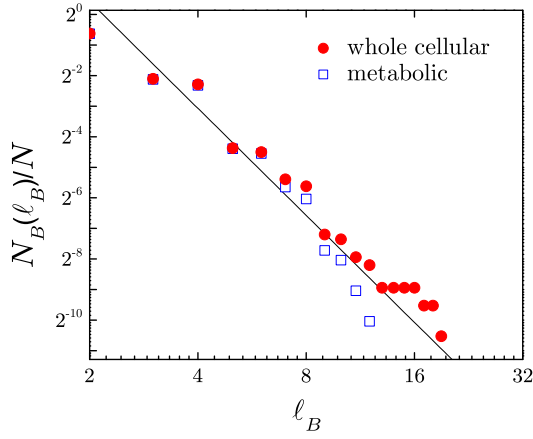 2^0
2^-2
2^-4
2^-6
2^-8
2^-10
N_B(ℓ_B)/N
whole cellular
metabolic
2 4 8 16 32
ℓ_B